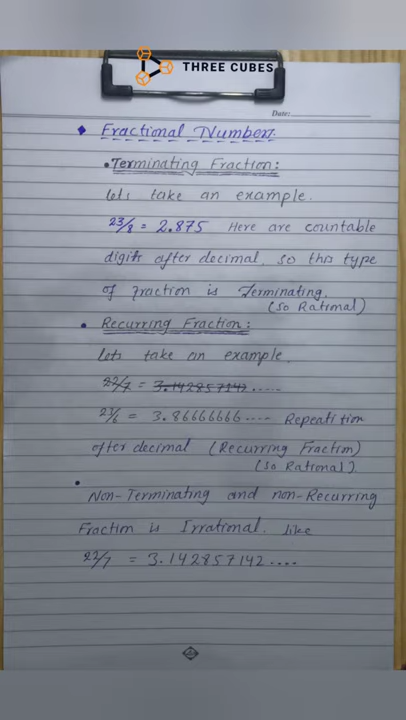 THREE CUBES
Date:
Fractional Numbers
• Terminating Fraction:
lets take an example.
23/8 = 2.875 Here are countable
digits after decimal, so this type
of fraction is Terminating.
(so Rational)
• Recurring Fraction:
lets take an example.
22/7 = 3.142857142.....
23/6 = 3.86666666.... Repeatition
after decimal (Recurring Fraction)
(so Rational).
• Non-Terminating and non-Recurring
Fraction is Irrational. like
22/7 = 3.142857142....